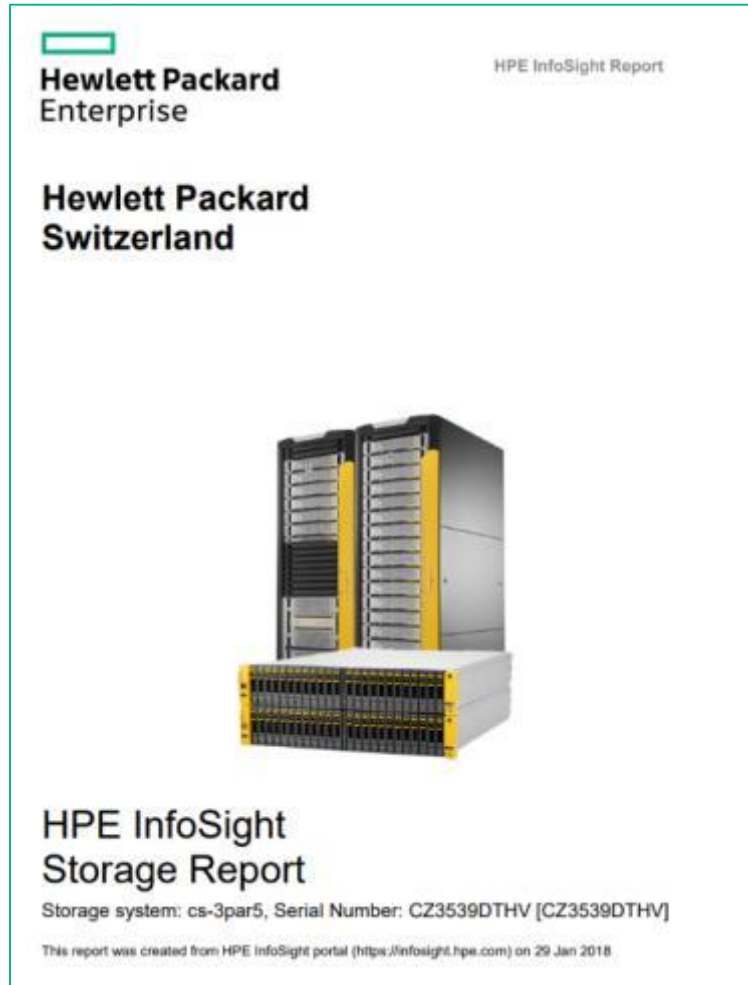 Hewlett Packard
Enterprise
HPE InfoSight Report
Hewlett Packard
Switzerland
HPE InfoSight
Storage Report
Storage system: cs-3par5, Serial Number: CZ3539DTHV [CZ3539DTHV]
This report was created from HPE InfoSight portal (https://infosight.hpe.com) on 29 Jan 2018